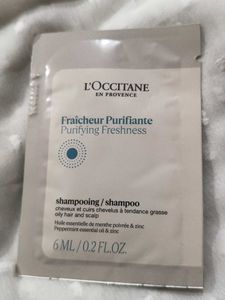 L'OCCITANE
EN PROVENCE
Fraîcheur Purifiante
Purifying Freshness
shampooing / shampoo
cheveux et cuirs chevelus à tendance grasse
oily hair and scalp
Huile essentielle de menthe poivrée & zinc
Peppermint essential oil & zinc
6 ML / 0.2 FL.OZ.